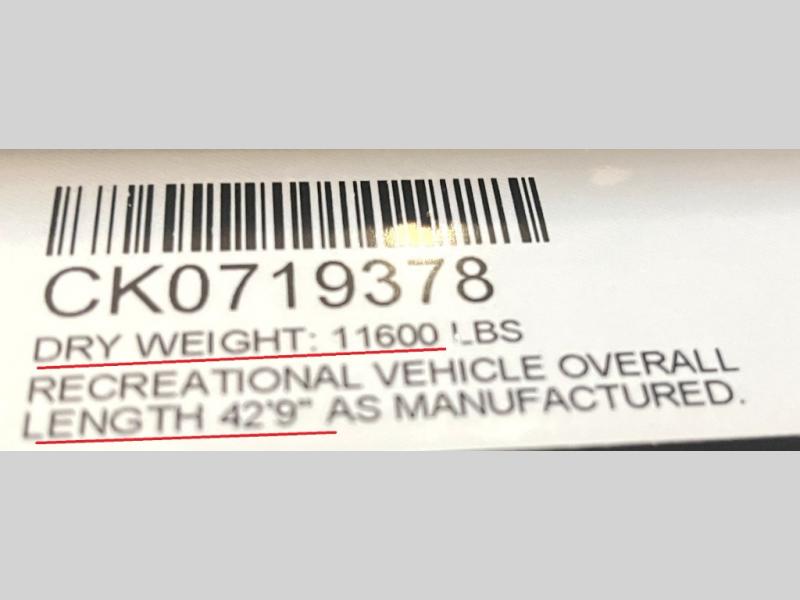 CK0719378
DRY WEIGHT: 11600 LBS
RECREATIONAL VEHICLE OVERALL
LENGTH 42'9" AS MANUFACTURED.